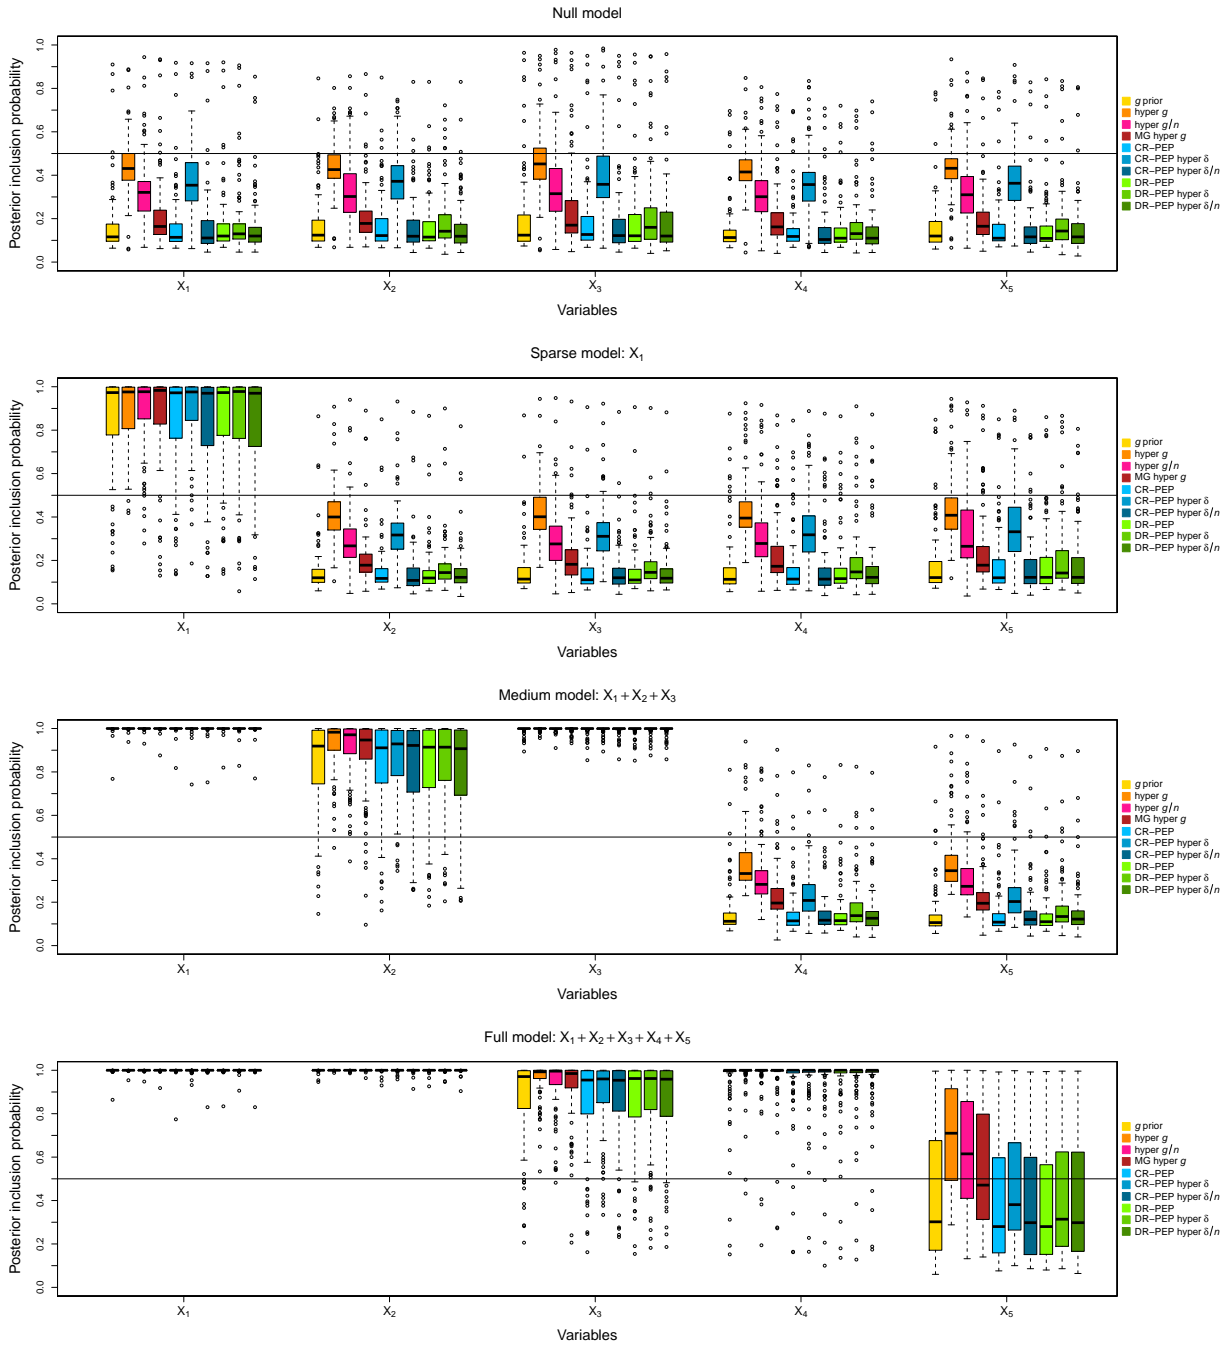 Null model
Posterior inclusion probability
1.0
0.8
0.6
0.4
0.2
0.0
X1 X2 X3 X4 X5
Variables
g prior
hyper g
hyper g/n
MG hyper g
CR−PEP
CR−PEP hyper δ
CR−PEP hyper δ/n
DR−PEP
DR−PEP hyper δ
DR−PEP hyper δ/n
Sparse model: X1
Posterior inclusion probability
1.0
0.8
0.6
0.4
0.2
0.0
X1 X2 X3 X4 X5
Variables
g prior
hyper g
hyper g/n
MG hyper g
CR−PEP
CR−PEP hyper δ
CR−PEP hyper δ/n
DR−PEP
DR−PEP hyper δ
DR−PEP hyper δ/n
Medium model: X1 + X2 + X3
Posterior inclusion probability
1.0
0.8
0.6
0.4
0.2
0.0
X1 X2 X3 X4 X5
Variables
g prior
hyper g
hyper g/n
MG hyper g
CR−PEP
CR−PEP hyper δ
CR−PEP hyper δ/n
DR−PEP
DR−PEP hyper δ
DR−PEP hyper δ/n
Full model: X1 + X2 + X3 + X4 + X5
Posterior inclusion probability
1.0
0.8
0.6
0.4
0.2
0.0
X1 X2 X3 X4 X5
Variables
g prior
hyper g
hyper g/n
MG hyper g
CR−PEP
CR−PEP hyper δ
CR−PEP hyper δ/n
DR−PEP
DR−PEP hyper δ
DR−PEP hyper δ/n